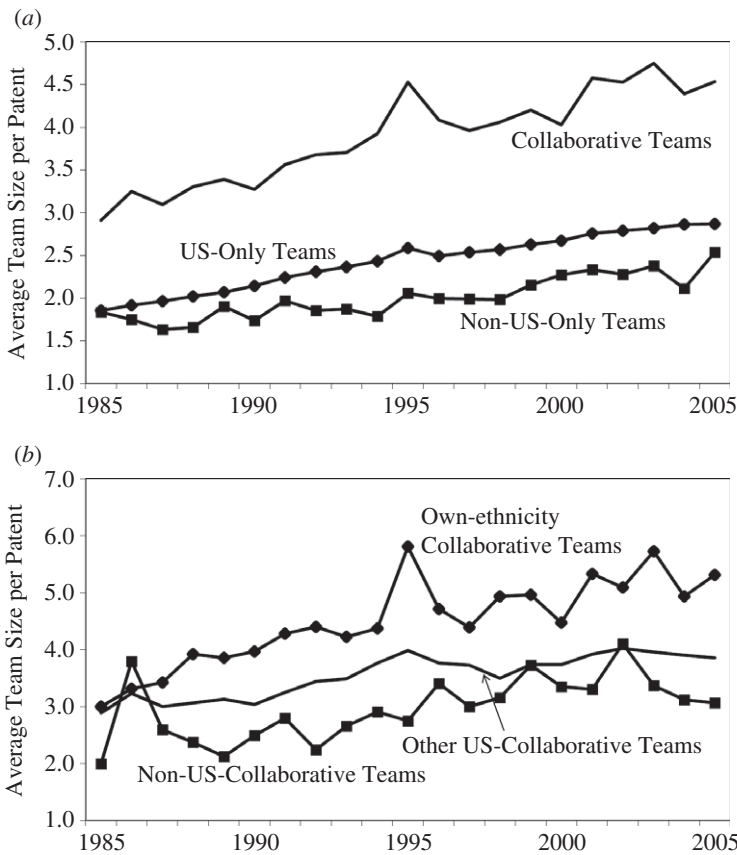 (a)
Average Team Size per Patent
5.0
4.5
4.0
3.5
3.0
2.5
2.0
1.5
1.0
Collaborative Teams
US-Only Teams
Non-US-Only Teams
1985 1990 1995 2000 2005
(b)
Average Team Size per Patent
7.0
6.0
5.0
4.0
3.0
2.0
1.0
Own-ethnicity
Collaborative Teams
Other US-Collaborative Teams
Non-US-Collaborative Teams
1985 1990 1995 2000 2005